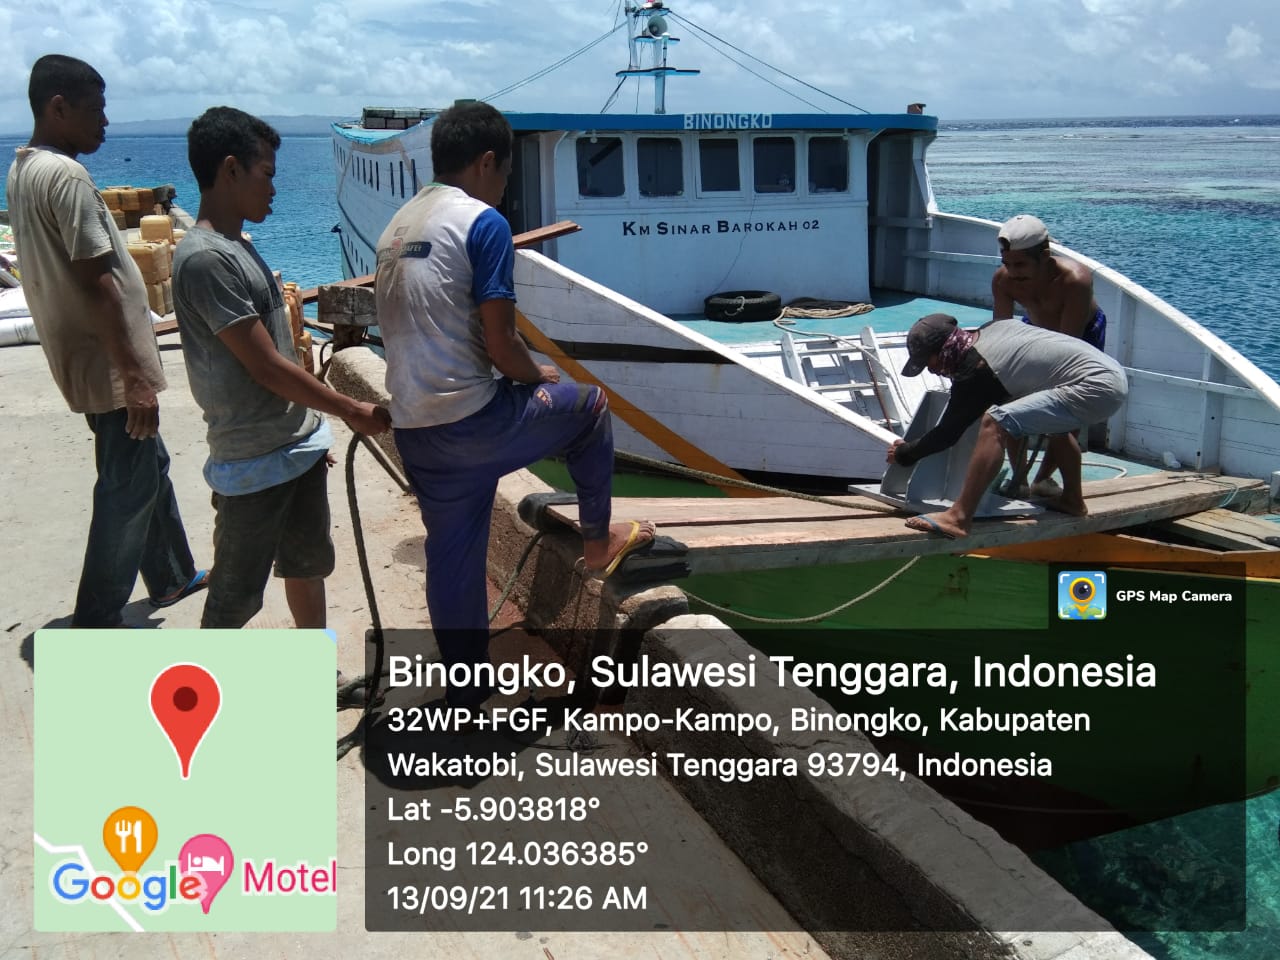 BINONGKO
KM SINAR BAROKAH 02
GPS Map Camera
Binongko, Sulawesi Tenggara, Indonesia
32WP+FGF, Kampo-Kampo, Binongko, Kabupaten
Wakatobi, Sulawesi Tenggara 93794, Indonesia
Lat -5.903818°
Long 124.036385°
13/09/21 11:26 AM
Google
Motel